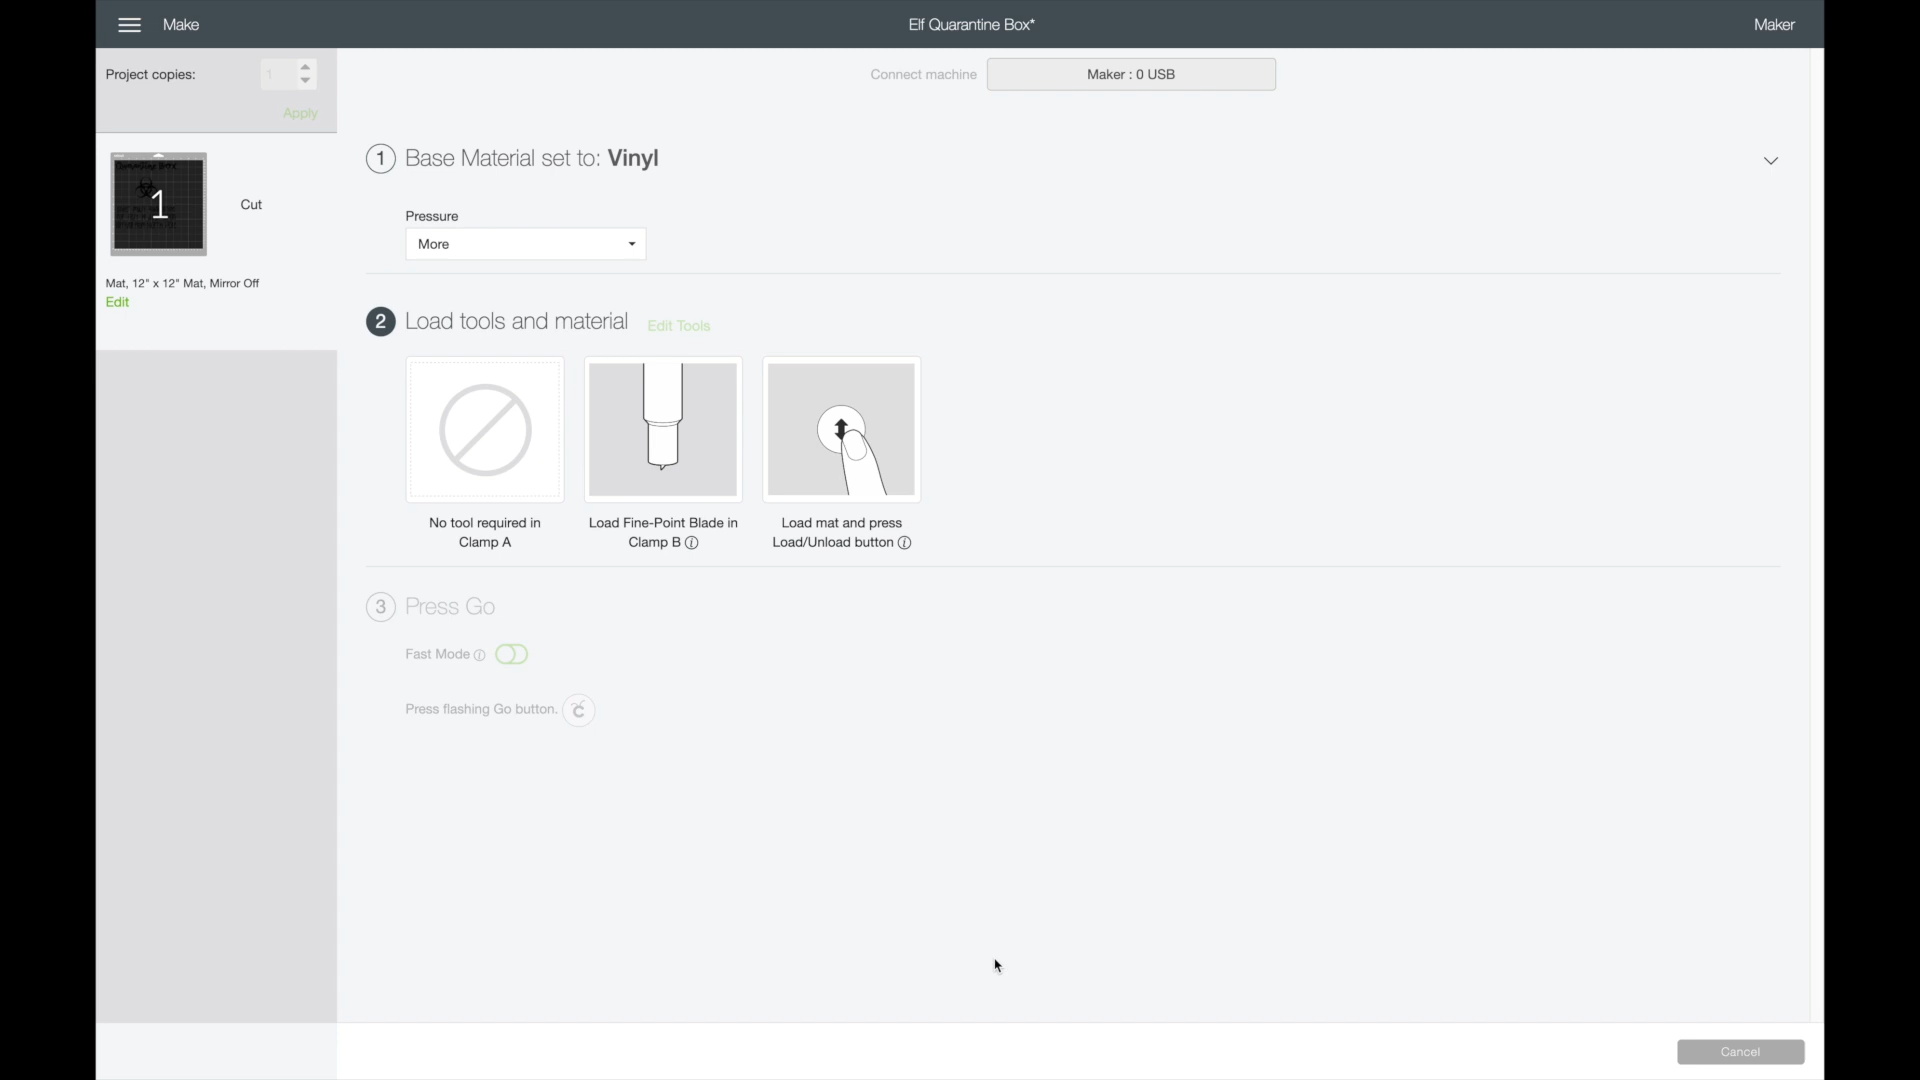 Make
Elf Quarantine Box*
Maker
Project copies:
1
Apply
Connect machine
Maker : 0 USB
1
Cut
Mat, 12" x 12" Mat, Mirror Off
Edit
1 Base Material set to: Vinyl
Pressure
More
2 Load tools and material
Edit Tools
No tool required in
Clamp A
Load Fine-Point Blade in
Clamp B i
Load mat and press
Load/Unload button i
3 Press Go
Fast Mode i
Press flashing Go button. C
Cancel